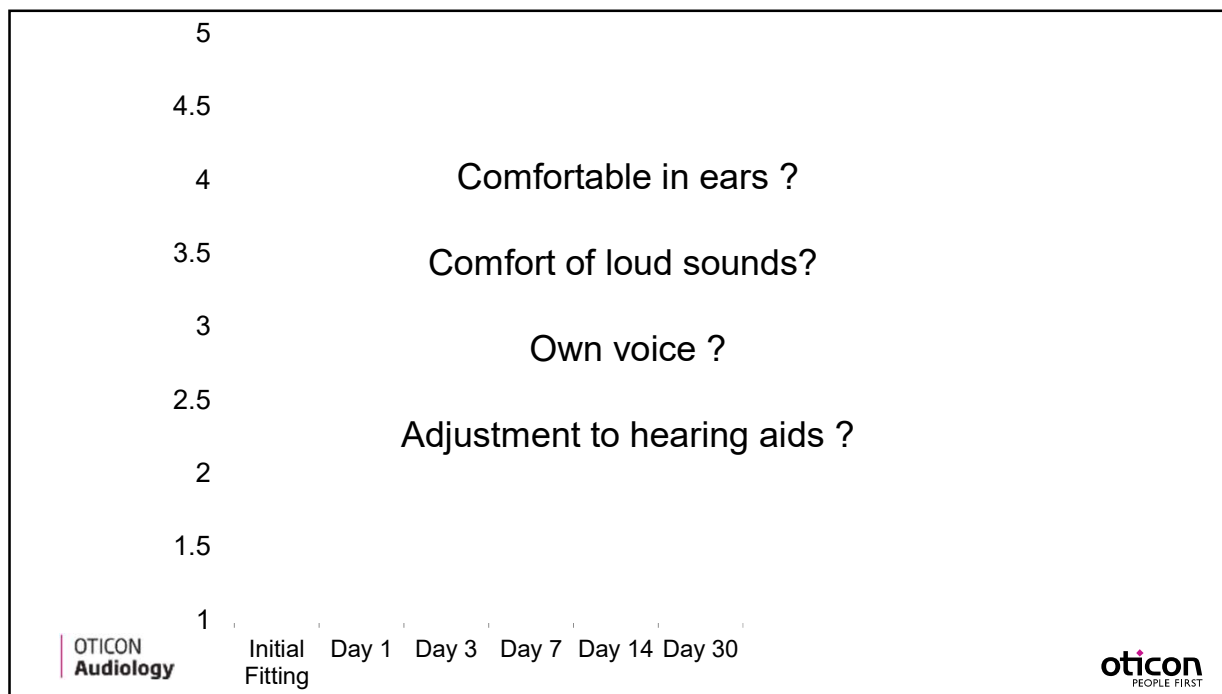 5
4.5
4
Comfortable in ears ?
3.5
Comfort of loud sounds?
3
Own voice ?
2.5
Adjustment to hearing aids ?
2
1.5
1
Initial Fitting
Day 1
Day 3
Day 7
Day 14
Day 30
OTICON
Audiology
oticon
PEOPLE FIRST